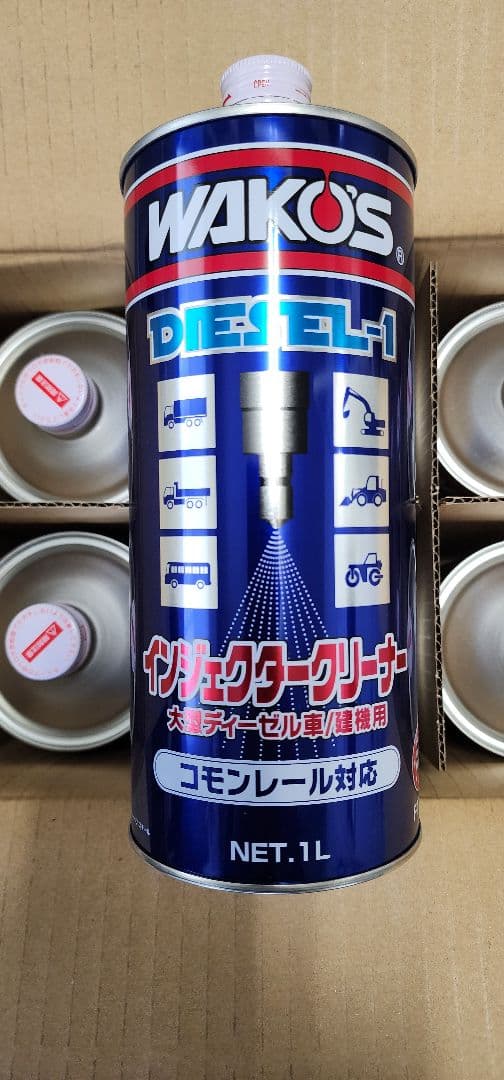 OPEN
WAKO'S®
DIESEL-1
インジェクタークリーナー
大型ディーゼル車/建機用
コモンレール対応
NET.1L